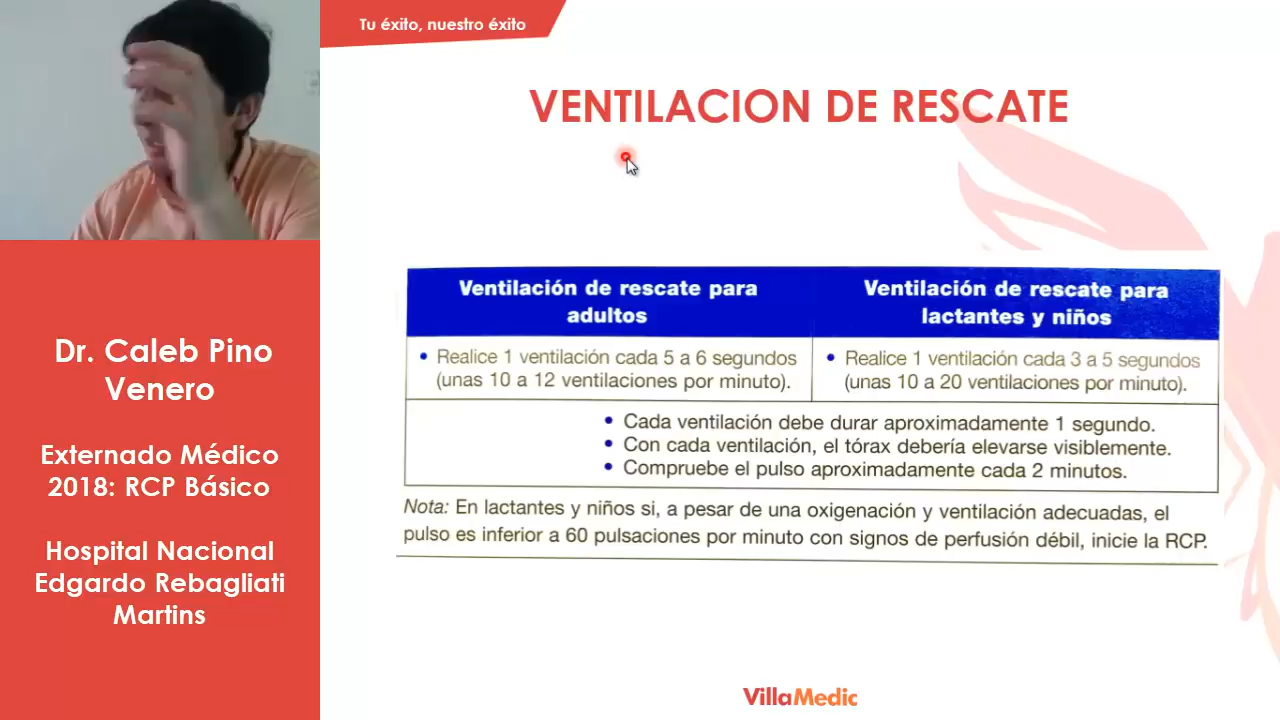 Tu éxito, nuestro éxito
VENTILACION DE RESCATE
Dr. Caleb Pino
Venero
Externado Médico
2018: RCP Básico
Hospital Nacional
Edgardo Rebagliati
Martins
Ventilación de rescate para
adultos
Ventilación de rescate para
lactantes y niños
• Realice 1 ventilación cada 5 a 6 segundos
(unas 10 a 12 ventilaciones por minuto).
• Realice 1 ventilación cada 3 a 5 segundos
(unas 10 a 20 ventilaciones por minuto).
• Cada ventilación debe durar aproximadamente 1 segundo.
• Con cada ventilación, el tórax debería elevarse visiblemente.
• Compruebe el pulso aproximadamente cada 2 minutos.
Nota: En lactantes y niños si, a pesar de una oxigenación y ventilación adecuadas, el
pulso es inferior a 60 pulsaciones por minuto con signos de perfusión débil, inicie la RCP.
VillaMedic